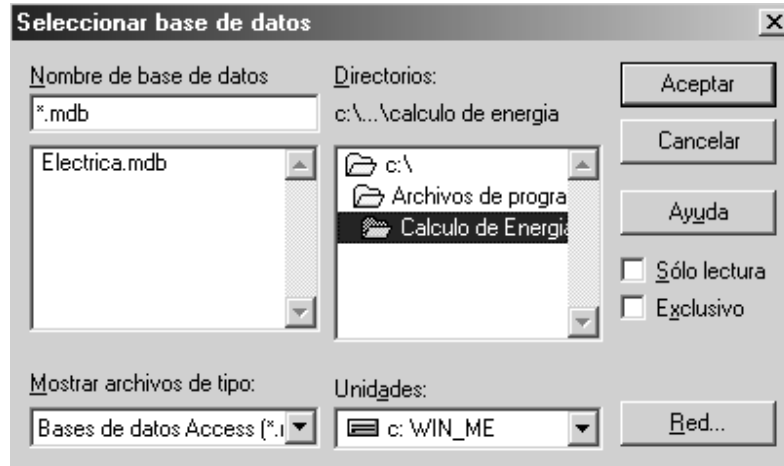 Seleccionar base de datos
Nombre de base de datos
*.mdb
Electrica.mdb
Mostrar archivos de tipo:
Bases de datos Access (*.
Directorios:
c:\...\calculo de energia
c:\
Archivos de progra
Calculo de Energia
Unidades:
c: WIN_ME
Aceptar
Cancelar
Ayuda
Sólo lectura
Exclusivo
Red...